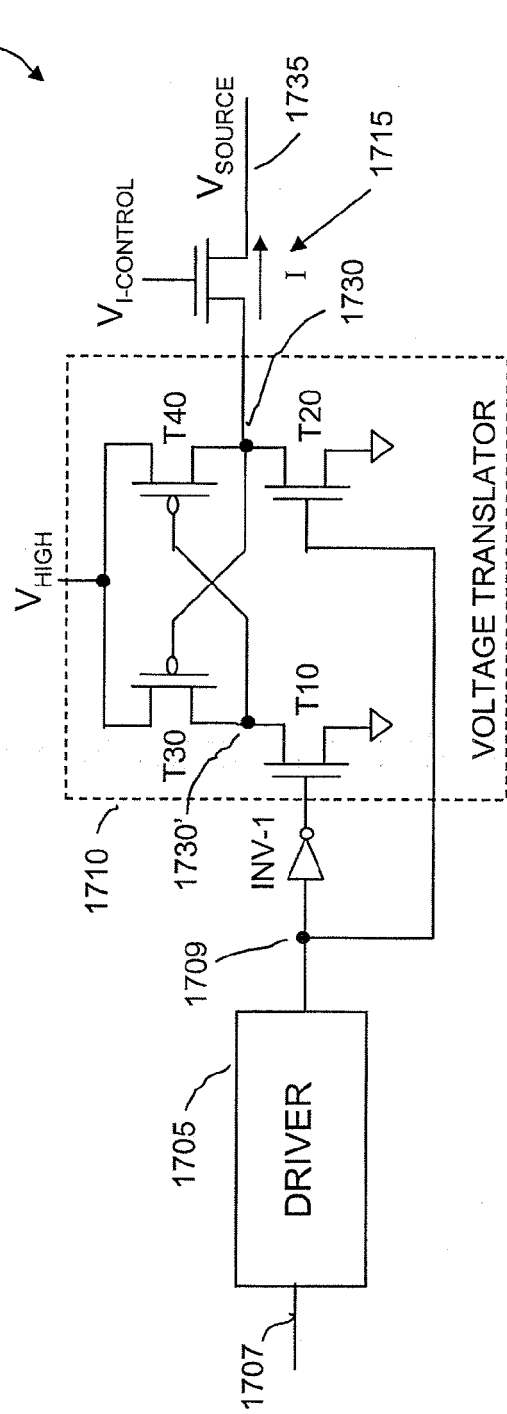 V_HIGH
V_I-CONTROL
V_SOURCE
1735
1715
I
1730
T40
T20
T30
T10
1730'
1710
INV-1
VOLTAGE TRANSLATOR
1709
1705
DRIVER
1707